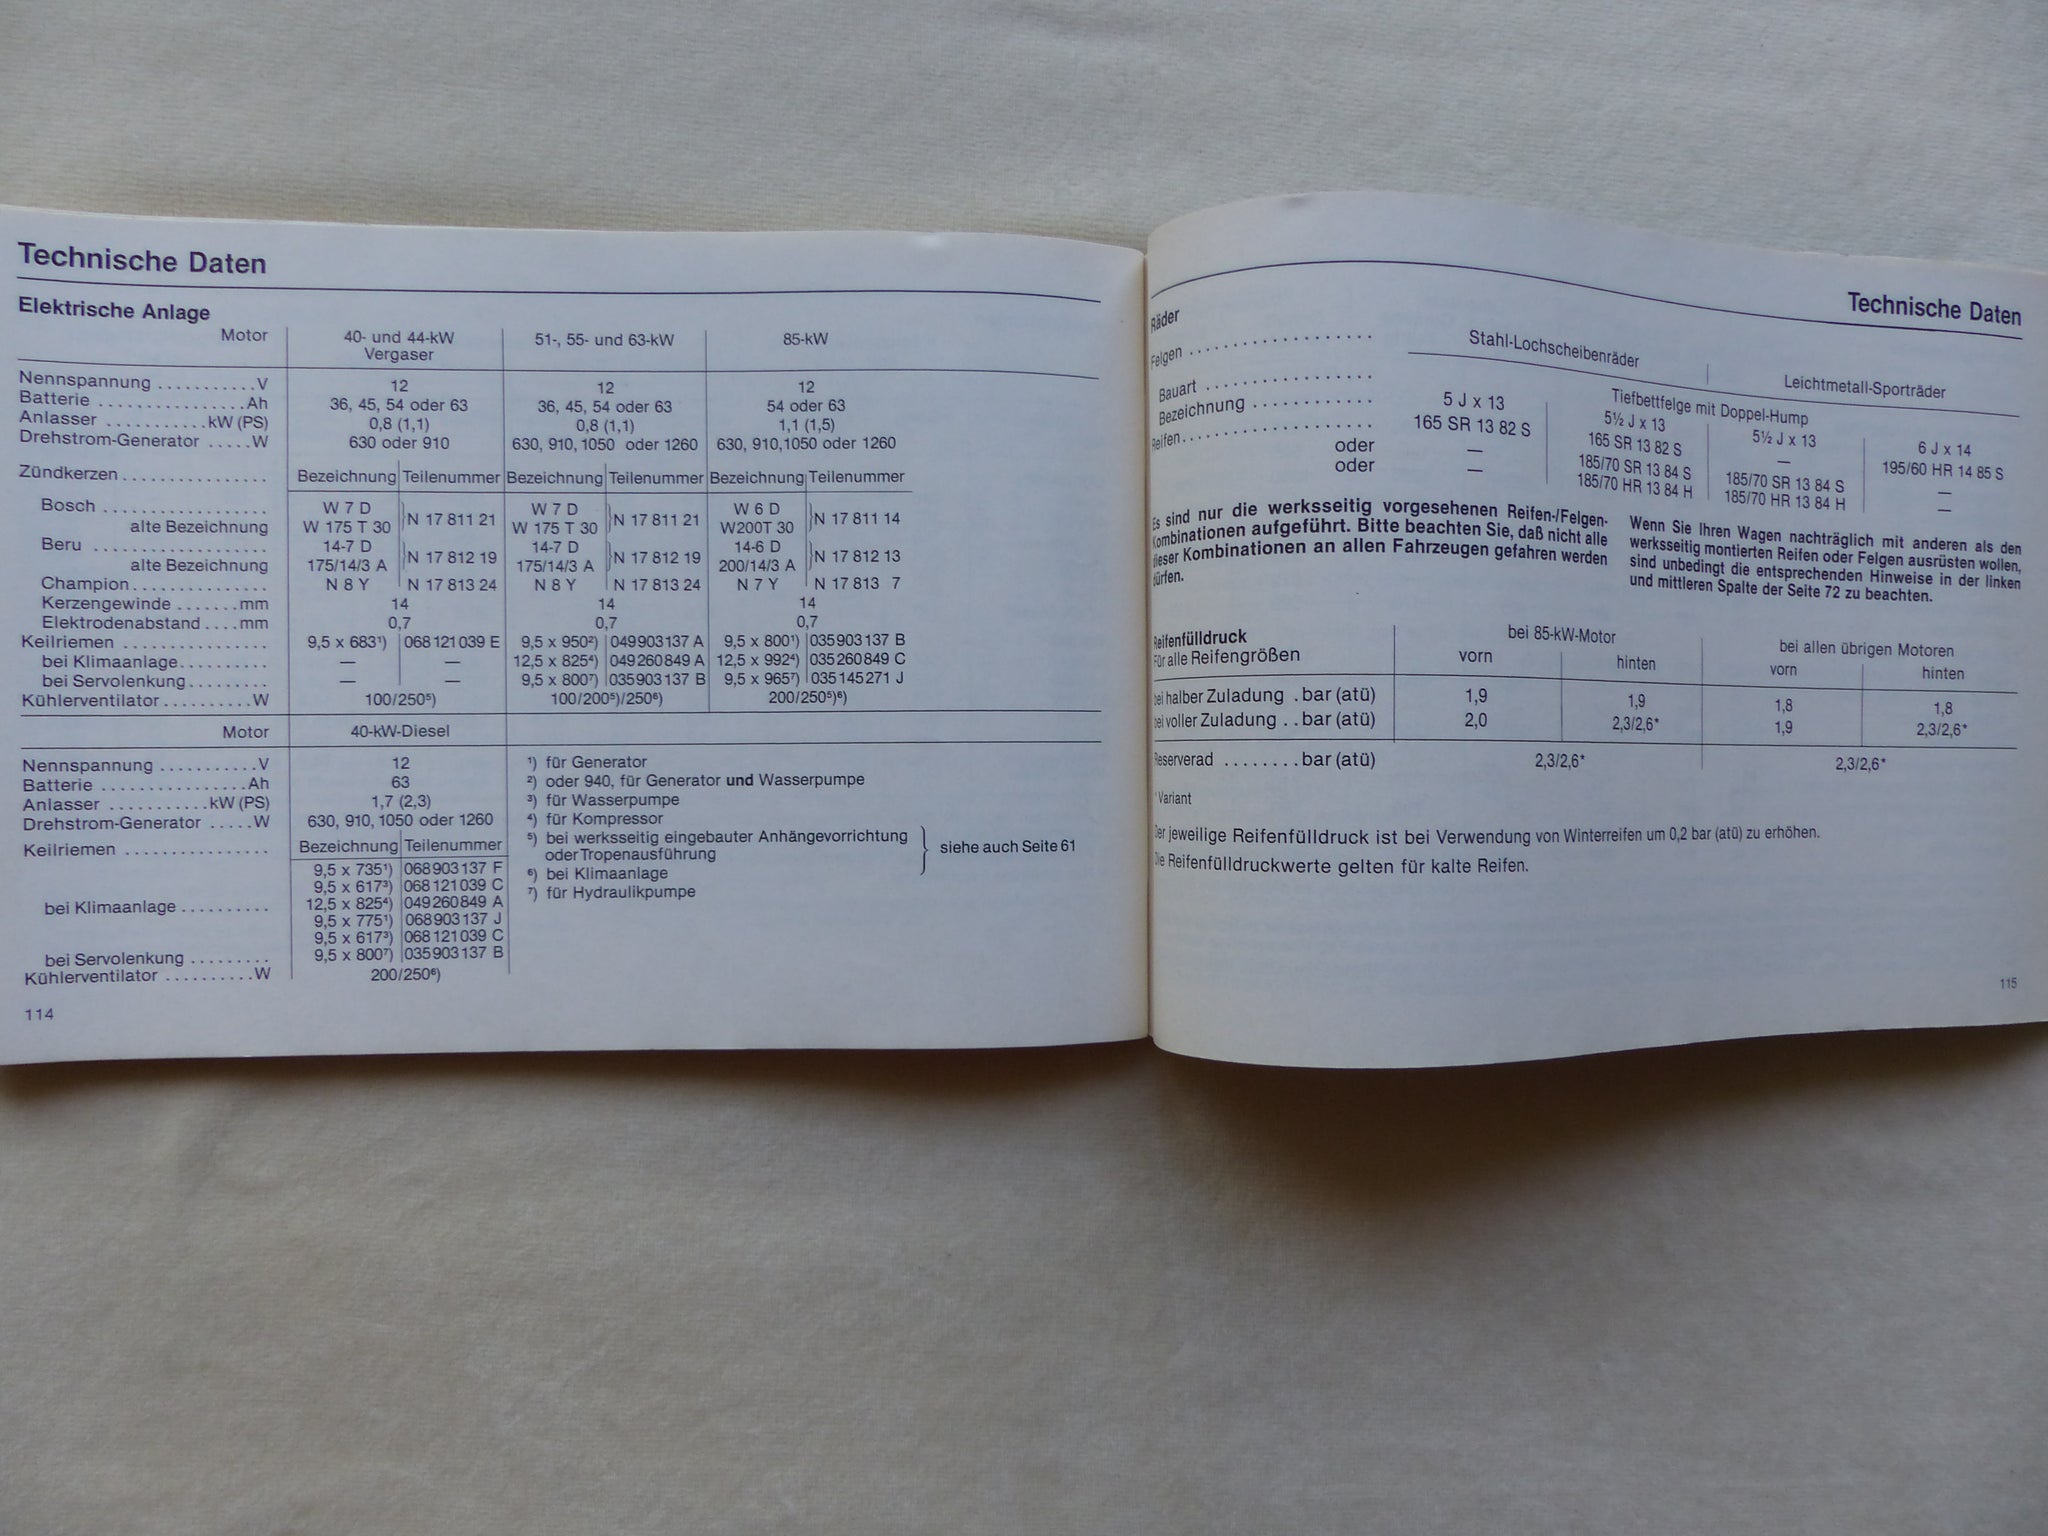 Technische Daten
Elektrische Anlage
Motor 40- und 44-kW Vergaser 51-, 55- und 63-kW 85-kW
Nennspannung ...........V 12 12 12
Batterie ................Ah 36, 45, 54 oder 63 36, 45, 54 oder 63 54 oder 63
Anlasser ...........kW (PS) 0,8 (1,1) 0,8 (1,1) 1,1 (1,5)
Drehstrom-Generator .....W 630 oder 910 630, 910, 1050 oder 1260 630, 910,1050 oder 1260
Zündkerzen ................ Bezeichnung Teilenummer Bezeichnung Teilenummer Bezeichnung Teilenummer
Bosch .................. W 7 D W 7 D W 6 D
alte Bezeichnung W 175 T 30 N 17 811 21 W 175 T 30 N 17 811 21 W200T 30 N 17 811 14
Beru ................... 14-7 D 14-7 D 14-6 D
alte Bezeichnung 175/14/3 A N 17 812 19 175/14/3 A N 17 812 19 200/14/3 A N 17 812 13
Champion............... N 8 Y N 17 813 24 N 8 Y N 17 813 24 N 7 Y N 17 813 7
Kerzengewinde .......mm 14 14 14
Elektrodenabstand ....mm 0,7 0,7 0,7
Keilriemen ................ 9,5 x 683¹) 068 121 039 E 9,5 x 950²) 049 903 137 A 9,5 x 800¹) 035 903 137 B
bei Klimaanlage.......... — — 12,5 x 825⁴) 049 260 849 A 12,5 x 992⁴) 035 260 849 C
bei Servolenkung......... — — 9,5 x 800⁷) 035 903 137 B 9,5 x 965⁷) 035 145 271 J
Kühlerventilator ..........W 100/250⁵) 100/200⁵)/250⁶) 200/250⁵)⁶)
Motor 40-kW-Diesel
Nennspannung ...........V 12
Batterie ................Ah 63
Anlasser ...........kW (PS) 1,7 (2,3)
Drehstrom-Generator .....W 630, 910, 1050 oder 1260
Keilriemen ................ Bezeichnung Teilenummer
9,5 x 735¹) 068 903 137 F
9,5 x 617³) 068 121 039 C
bei Klimaanlage .......... 12,5 x 825⁴) 049 260 849 A
9,5 x 775¹) 068 903 137 J
9,5 x 617³) 068 121 039 C
bei Servolenkung ......... 9,5 x 800⁷) 035 903 137 B
Kühlerventilator ..........W 200/250⁶)
¹) für Generator
²) oder 940, für Generator und Wasserpumpe
³) für Wasserpumpe
⁴) für Kompressor
⁵) bei werksseitig eingebauter Anhängevorrichtung
oder Tropenausführung
siehe auch Seite 61
⁶) bei Klimaanlage
⁷) für Hydraulikpumpe
114
Technische Daten
Räder
Felgen ................... Stahl-Lochscheibenräder Leichtmetall-Sporträder
Bauart ................. Tiefbettfelge mit Doppel-Hump
Bezeichnung ............ 5 J x 13 5½ J x 13 5½ J x 13 6 J x 14
Reifen................... 165 SR 13 82 S 165 SR 13 82 S — 195/60 HR 14 85 S
oder — 185/70 SR 13 84 S 185/70 SR 13 84 S —
oder — 185/70 HR 13 84 H 185/70 HR 13 84 H —
Es sind nur die werksseitig vorgesehenen Reifen-/Felgen-
Kombinationen aufgeführt. Bitte beachten Sie, daß nicht alle
dieser Kombinationen an allen Fahrzeugen gefahren werden
dürfen.
Wenn Sie Ihren Wagen nachträglich mit anderen als den
werksseitig montierten Reifen oder Felgen ausrüsten wollen,
sind unbedingt die entsprechenden Hinweise in der linken
und mittleren Spalte der Seite 72 zu beachten.
Reifenfülldruck bei 85-kW-Motor bei allen übrigen Motoren
Für alle Reifengrößen vorn hinten vorn hinten
bei halber Zuladung . bar (atü) 1,9 1,9 1,8 1,8
bei voller Zuladung . . bar (atü) 2,0 2,3/2,6* 1,9 2,3/2,6*
Reserverad ........bar (atü) 2,3/2,6* 2,3/2,6*
* Variant
Der jeweilige Reifenfülldruck ist bei Verwendung von Winterreifen um 0,2 bar (atü) zu erhöhen.
Die Reifenfülldruckwerte gelten für kalte Reifen.
115